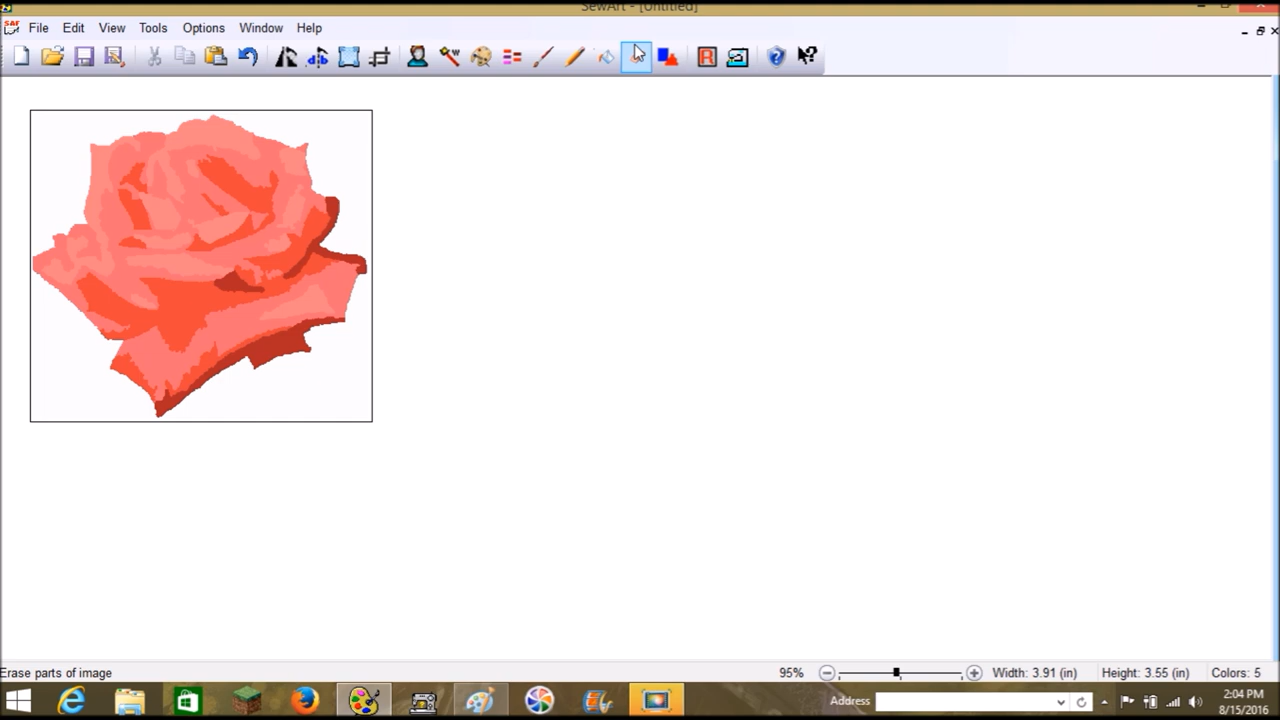 SewArt - [Untitled]
File Edit View Tools Options Window Help
Erase parts of image
95%
Width: 3.91 (in)
Height: 3.55 (in)
Colors: 5
Address
2:04 PM
8/15/2016